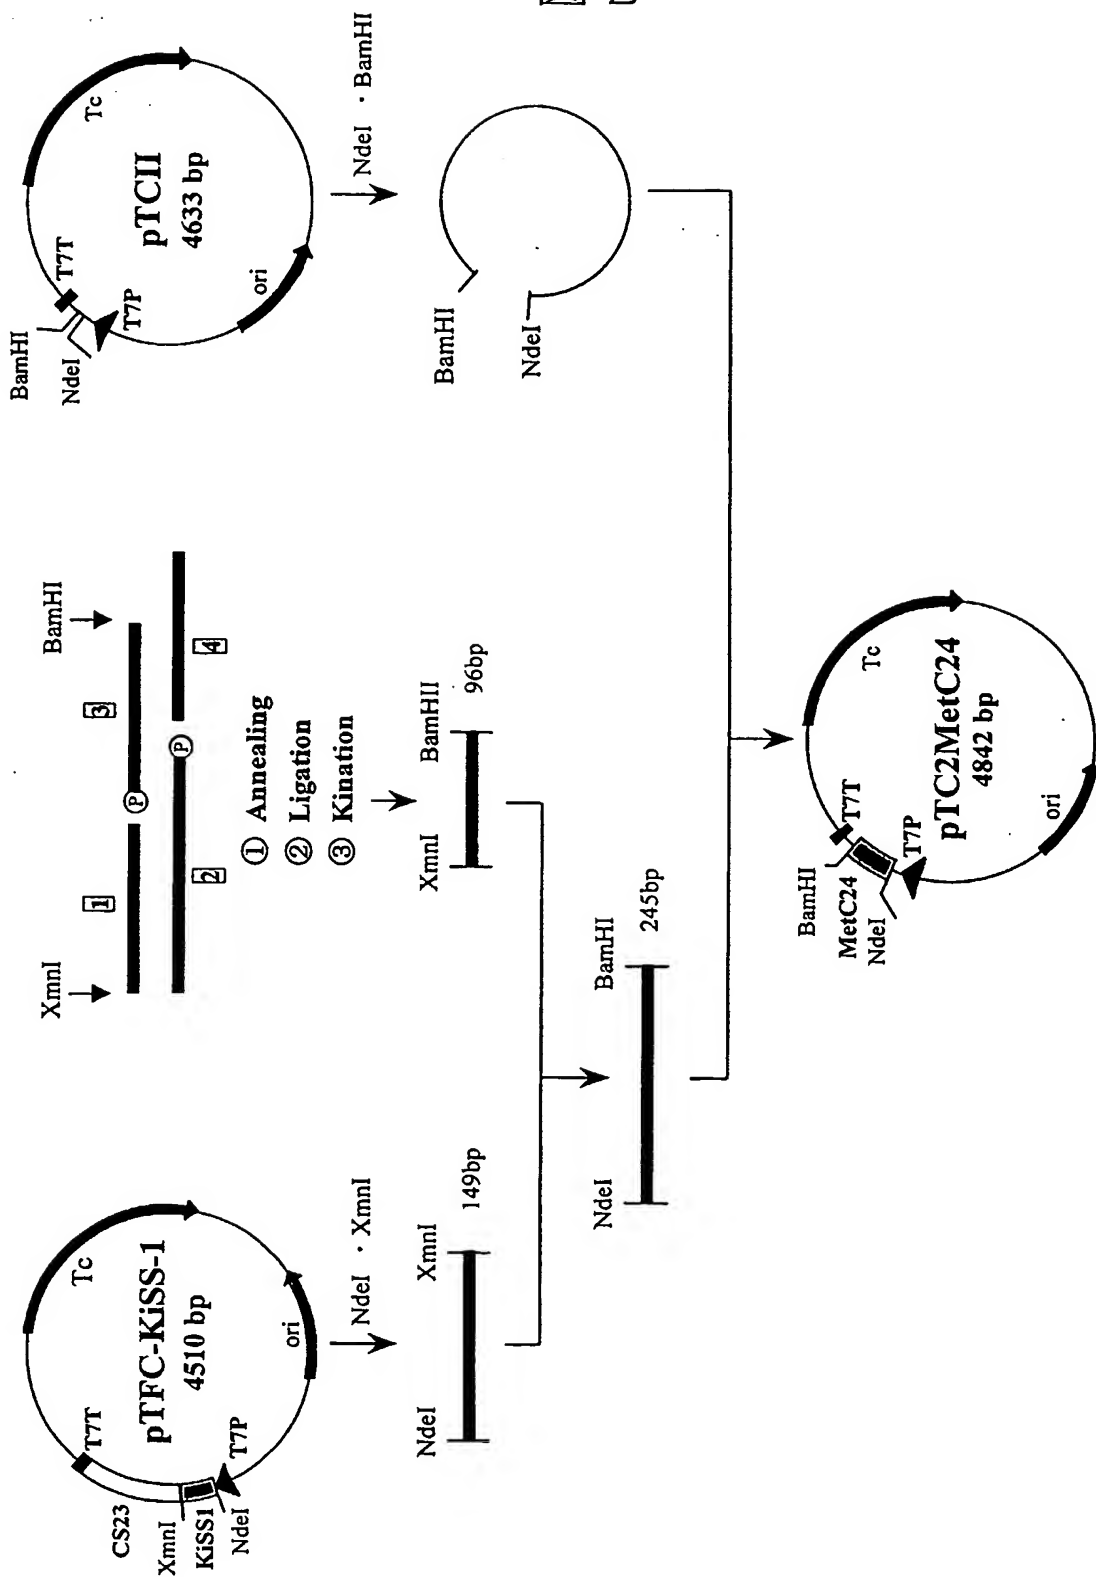 CS23
XmnI
KiSS1
NdeI
T7T
Tc
pTFC-KiSS-1
4510 bp
T7P
ori
NdeI · XmnI
NdeI
XmnI
149bp
XmnI
BamHI
1
3
P
P
2
4
① Annealing
② Ligation
③ Kination
XmnI
BamHII
96bp
NdeI
BamHI
245bp
BamHI
NdeI
T7T
Tc
pTCII
4633 bp
T7P
ori
NdeI · BamHI
BamHI
NdeI
BamHI
MetC24
NdeI
T7T
Tc
pTC2MetC24
4842 bp
T7P
ori